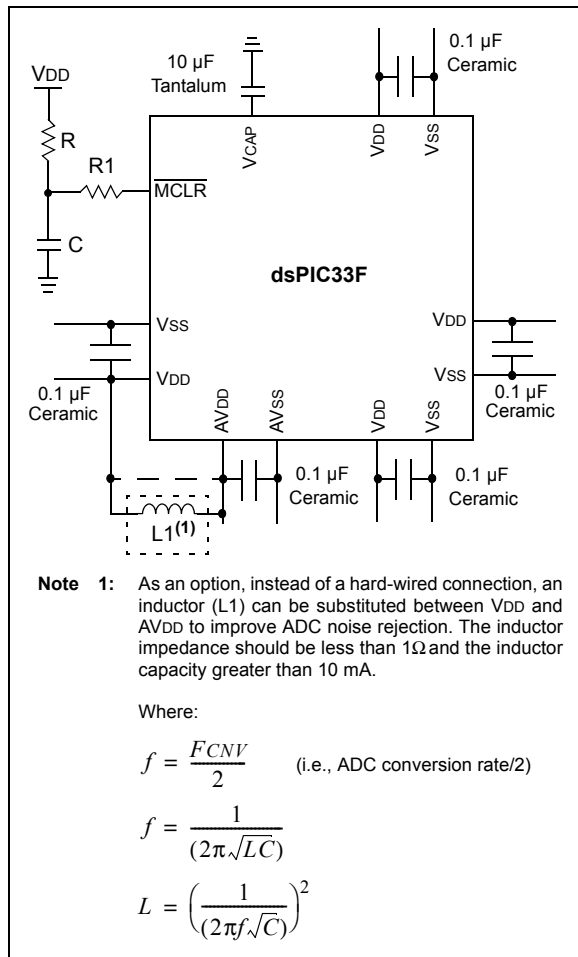 10 µF
Tantalum
0.1 µF
Ceramic
VDD
R
R1
C
MCLR
VCAP
VDD
VSS
dsPIC33F
VSS
VDD
0.1 µF
Ceramic
VDD
VSS
0.1 µF
Ceramic
AVDD
AVSS
VDD
VSS
0.1 µF
Ceramic
0.1 µF
Ceramic
L1(1)
Note 1: As an option, instead of a hard-wired connection, an
inductor (L1) can be substituted between VDD and
AVDD to improve ADC noise rejection. The inductor
impedance should be less than 1Ω and the inductor
capacity greater than 10 mA.
Where:
f = FCNV / 2 (i.e., ADC conversion rate/2)
f = 1 / (2π√LC)
L = (1 / (2πf√C))²